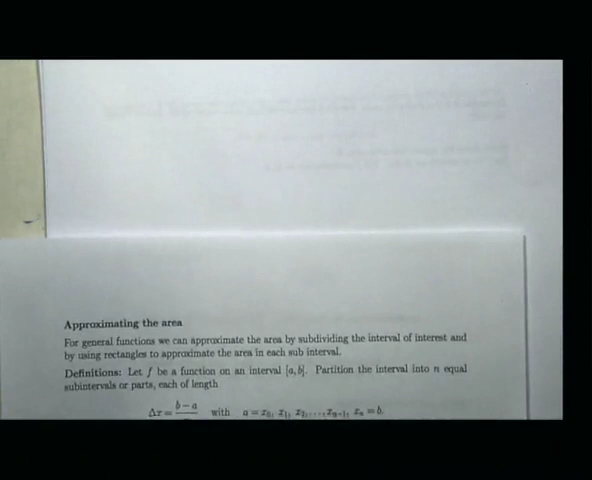 Approximating the area
For general functions we can approximate the area by subdividing the interval of interest and
by using rectangles to approximate the area in each sub interval.
Definitions: Let f be a function on an interval [a, b]. Partition the interval into n equal
subintervals or parts, each of length
Δx = b − a with a = x₀, x₁, x₂, …, xₙ₋₁, xₙ = b.